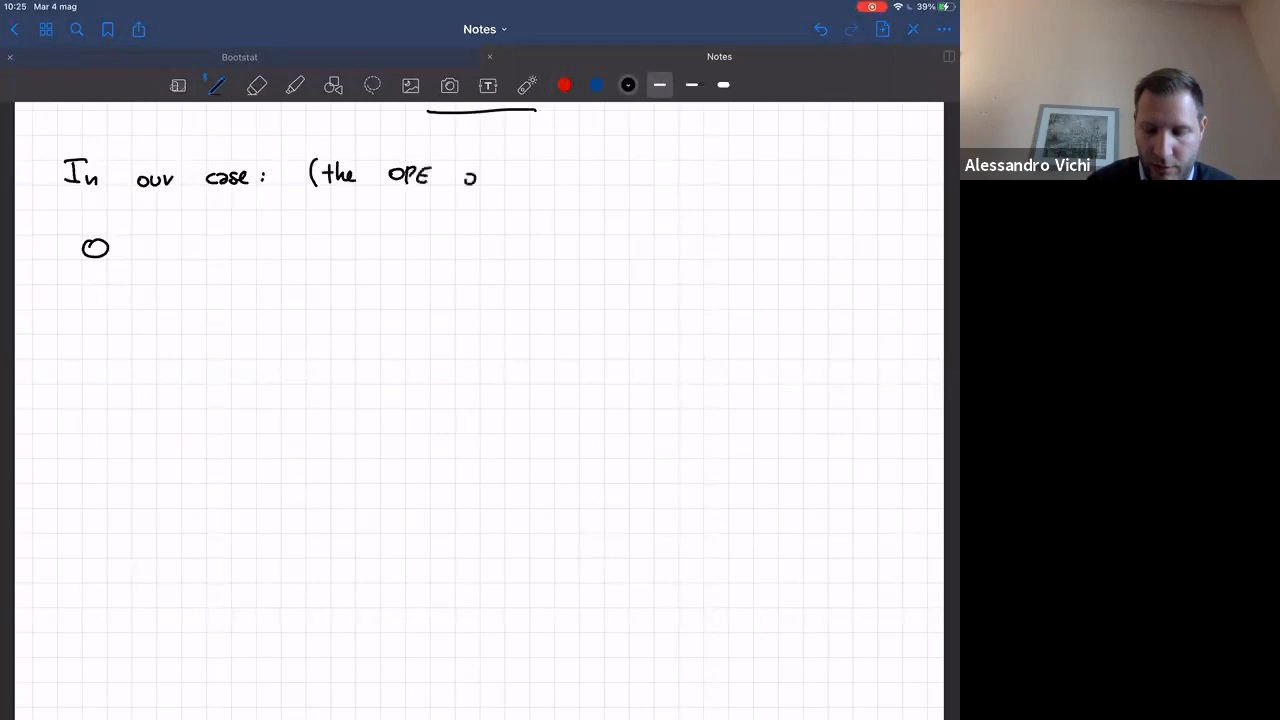 10:25 Mar 4 mag 39%
Notes
Bootstat Notes
In our case: (the OPE o
O
Alessandro Vichi